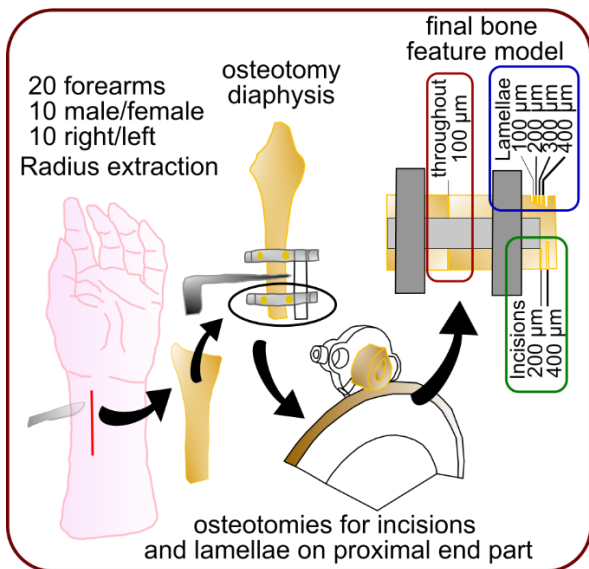 20 forearms
10 male/female
10 right/left
Radius extraction
osteotomy
diaphysis
final bone
feature model
throughout
100 µm
Lamellae
100 µm
200 µm
300 µm
400 µm
Incisions
200 µm
400 µm
osteotomies for incisions
and lamellae on proximal end part